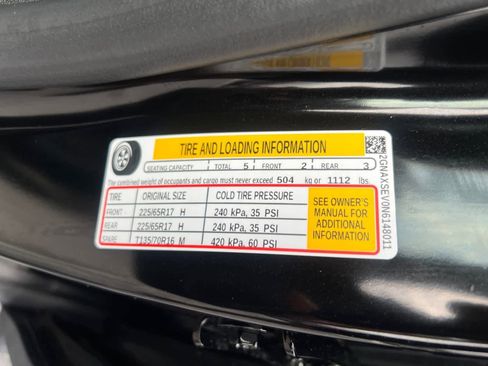 TIRE AND LOADING INFORMATION
SEATING CAPACITY TOTAL 5 FRONT 2 REAR 3
The combined weight of occupants and cargo must never exceed 504 kg or 1112 lbs
TIRE ORIGINAL SIZE COLD TIRE PRESSURE
FRONT 225/65R17 H 240 kPa, 35 PSI
REAR 225/65R17 H 240 kPa, 35 PSI
SPARE T135/70R16 M 420 kPa, 60 PSI
SEE OWNER'S
MANUAL FOR
ADDITIONAL
INFORMATION
2GNAXSEV0N6148011